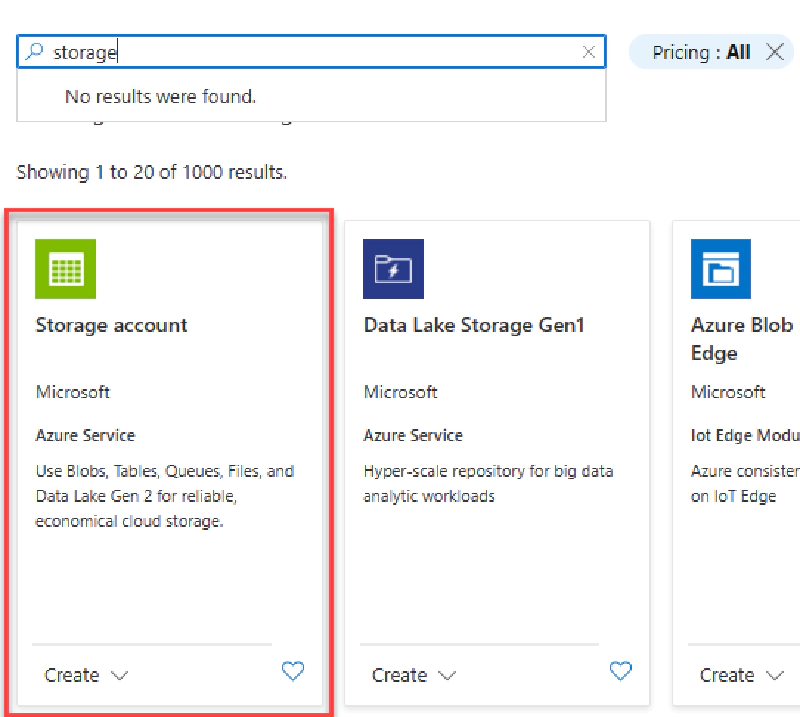 storage
Pricing : All
No results were found.
Showing 1 to 20 of 1000 results.
Storage account
Microsoft
Azure Service
Use Blobs, Tables, Queues, Files, and
Data Lake Gen 2 for reliable,
economical cloud storage.
Create
Data Lake Storage Gen1
Microsoft
Azure Service
Hyper-scale repository for big data
analytic workloads
Create
Azure Blob
Edge
Microsoft
Iot Edge Modu
Azure consisten
on IoT Edge
Create